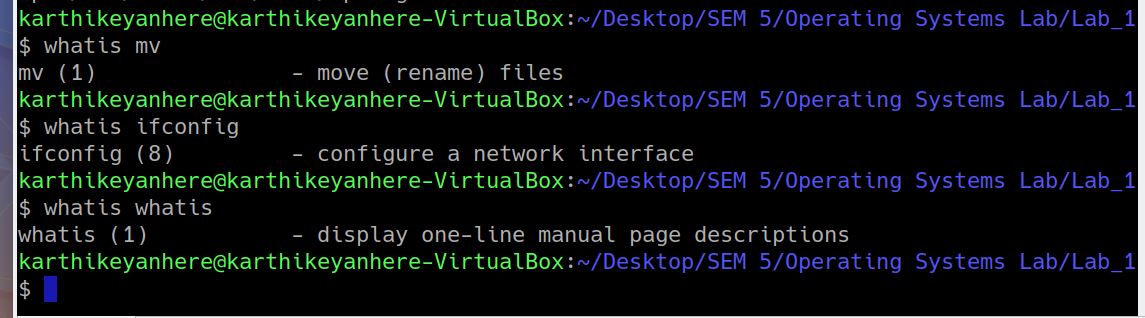 karthikeyanhere@karthikeyanhere-VirtualBox:~/Desktop/SEM 5/Operating Systems Lab/Lab_1
$ whatis mv
mv (1)               - move (rename) files
karthikeyanhere@karthikeyanhere-VirtualBox:~/Desktop/SEM 5/Operating Systems Lab/Lab_1
$ whatis ifconfig
ifconfig (8)         - configure a network interface
karthikeyanhere@karthikeyanhere-VirtualBox:~/Desktop/SEM 5/Operating Systems Lab/Lab_1
$ whatis whatis
whatis (1)           - display one-line manual page descriptions
karthikeyanhere@karthikeyanhere-VirtualBox:~/Desktop/SEM 5/Operating Systems Lab/Lab_1
$